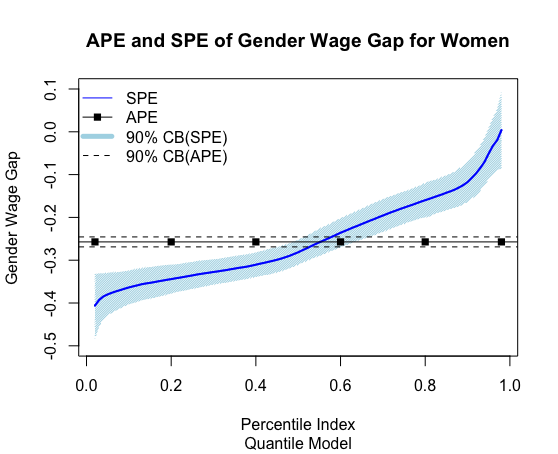 APE and SPE of Gender Wage Gap for Women
Gender Wage Gap
0.1
0.0
-0.1
-0.2
-0.3
-0.4
-0.5
SPE
APE
90% CB(SPE)
90% CB(APE)
0.0 0.2 0.4 0.6 0.8 1.0
Percentile Index
Quantile Model